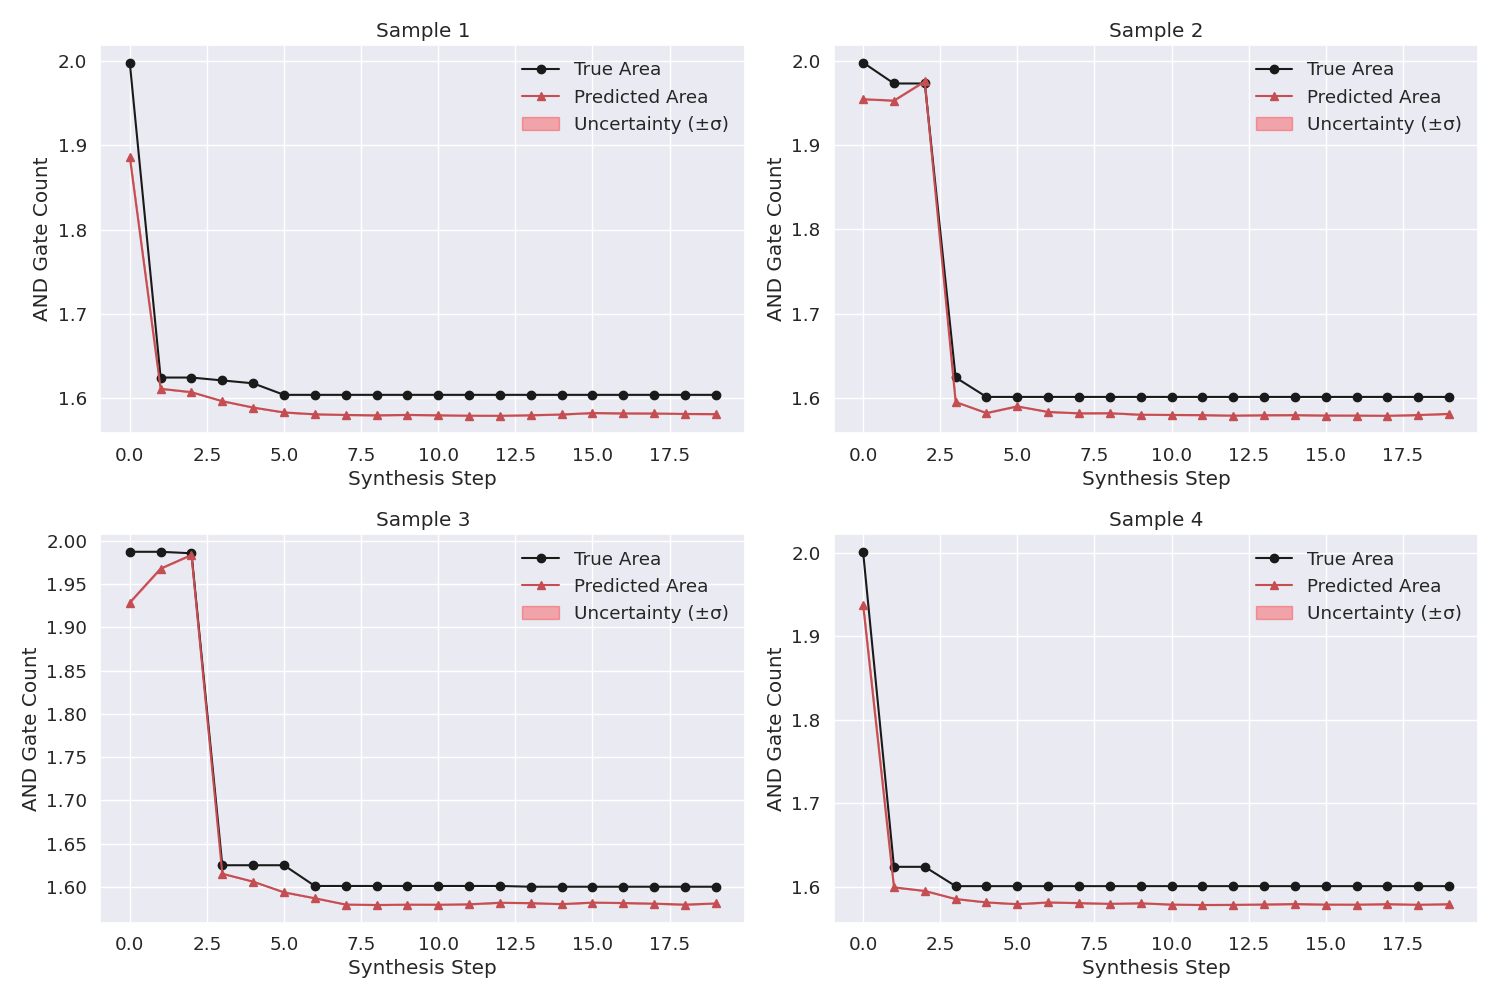 Sample 1
True Area
Predicted Area
Uncertainty (±σ)
AND Gate Count
2.0
1.9
1.8
1.7
1.6
0.0 2.5 5.0 7.5 10.0 12.5 15.0 17.5
Synthesis Step
Sample 2
True Area
Predicted Area
Uncertainty (±σ)
AND Gate Count
2.0
1.9
1.8
1.7
1.6
0.0 2.5 5.0 7.5 10.0 12.5 15.0 17.5
Synthesis Step
Sample 3
True Area
Predicted Area
Uncertainty (±σ)
AND Gate Count
2.00
1.95
1.90
1.85
1.80
1.75
1.70
1.65
1.60
0.0 2.5 5.0 7.5 10.0 12.5 15.0 17.5
Synthesis Step
Sample 4
True Area
Predicted Area
Uncertainty (±σ)
AND Gate Count
2.0
1.9
1.8
1.7
1.6
0.0 2.5 5.0 7.5 10.0 12.5 15.0 17.5
Synthesis Step